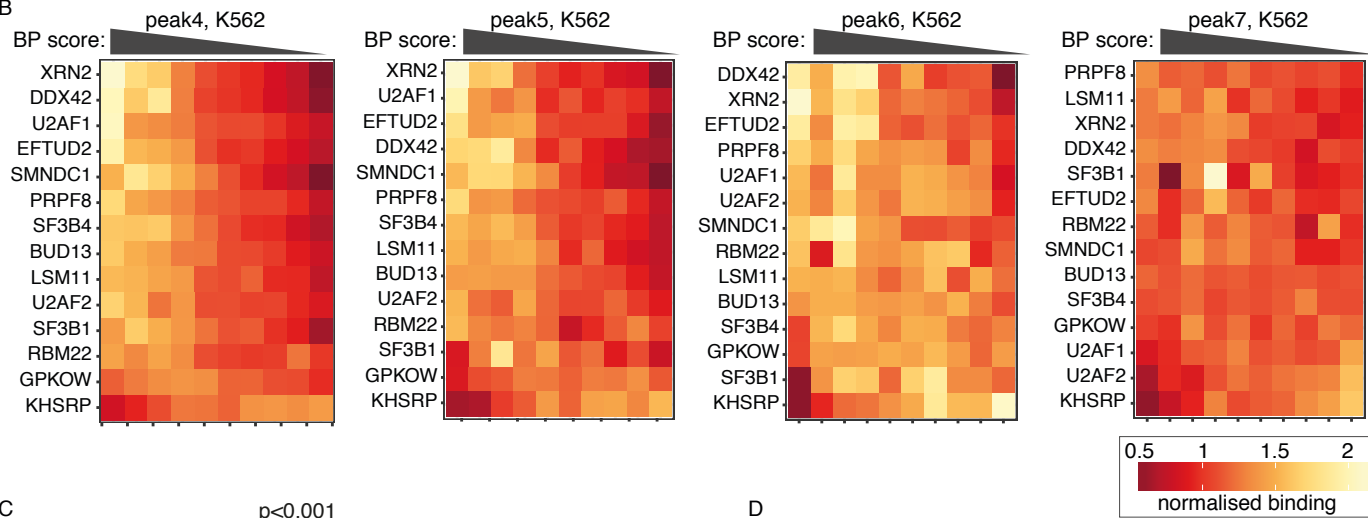 B
peak4, K562
BP score:
XRN2
DDX42
U2AF1
EFTUD2
SMNDC1
PRPF8
SF3B4
BUD13
LSM11
U2AF2
SF3B1
RBM22
GPKOW
KHSRP
peak5, K562
BP score:
XRN2
U2AF1
EFTUD2
DDX42
SMNDC1
PRPF8
SF3B4
LSM11
BUD13
U2AF2
RBM22
SF3B1
GPKOW
KHSRP
peak6, K562
BP score:
DDX42
XRN2
EFTUD2
PRPF8
U2AF1
U2AF2
SMNDC1
RBM22
LSM11
BUD13
SF3B4
GPKOW
SF3B1
KHSRP
peak7, K562
BP score:
PRPF8
LSM11
XRN2
DDX42
SF3B1
EFTUD2
RBM22
SMNDC1
BUD13
SF3B4
GPKOW
U2AF1
U2AF2
KHSRP
0.5 1 1.5 2
normalised binding
C
p<0.001
D